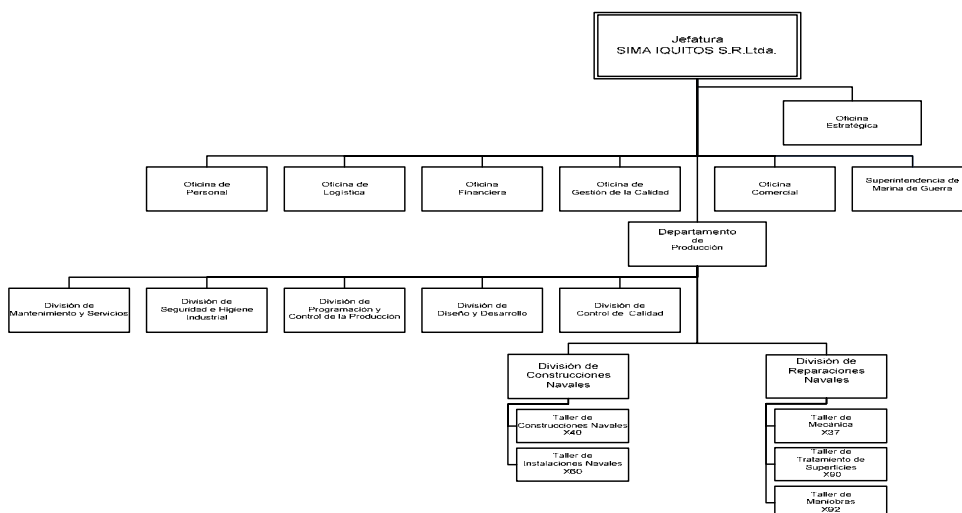 Jefatura
SIMA IQUITOS S.R.Ltda.
Oficina
Estratégica
Oficina de
Personal
Oficina de
Logística
Oficina
Financiera
Oficina de
Gestión de la Calidad
Oficina
Comercial
Superintendencia de
Marina de Guerra
Departamento
de
Producción
División de
Mantenimiento y Servicios
División de
Seguridad e Higiene
Industrial
División de
Programación y
Control de la Producción
División de
Diseño y Desarrollo
División de
Control de Calidad
División de
Construcciones
Navales
División de
Reparaciones
Navales
Taller de
Construcciones Navales
X40
Taller de
Instalaciones Navales
X60
Taller de
Mecánica
X37
Taller de
Tratamiento de
Superficies
X90
Taller de
Maniobras
X92